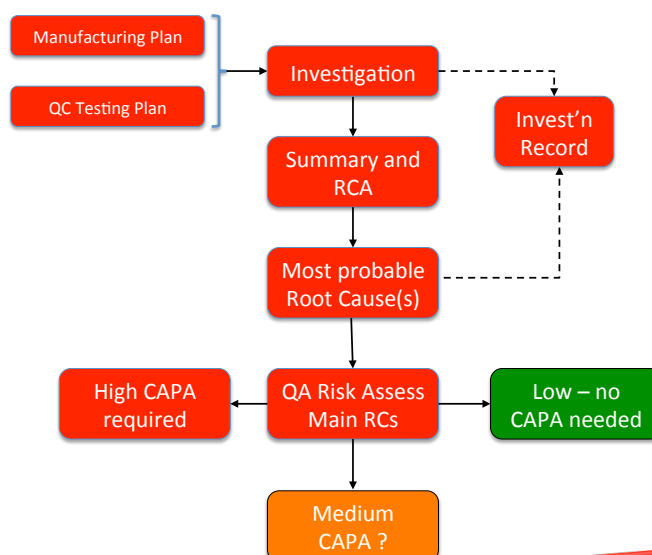 Manufacturing Plan
QC Testing Plan
Investigation
Invest'n
Record
Summary and
RCA
Most probable
Root Cause(s)
High CAPA
required
QA Risk Assess
Main RCs
Low – no
CAPA needed
Medium
CAPA ?